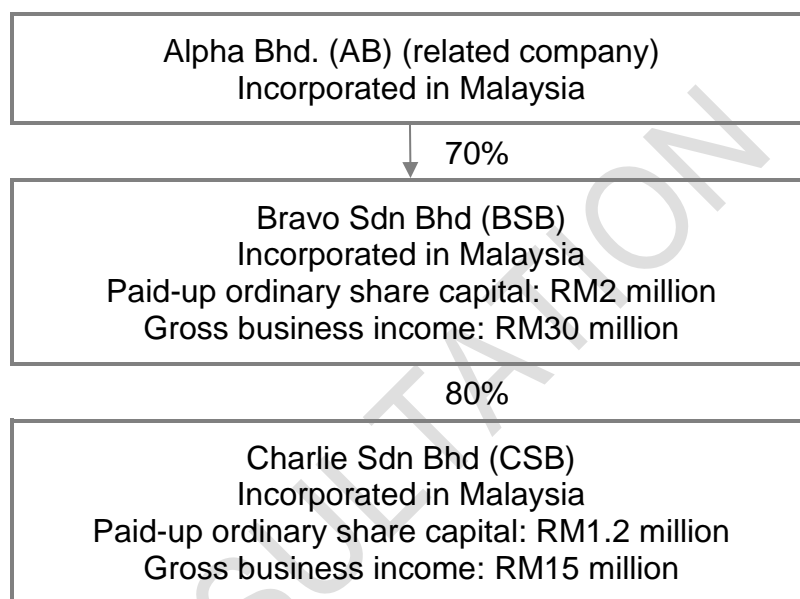 Alpha Bhd. (AB) (related company)
Incorporated in Malaysia
70%
Bravo Sdn Bhd (BSB)
Incorporated in Malaysia
Paid-up ordinary share capital: RM2 million
Gross business income: RM30 million
80%
Charlie Sdn Bhd (CSB)
Incorporated in Malaysia
Paid-up ordinary share capital: RM1.2 million
Gross business income: RM15 million